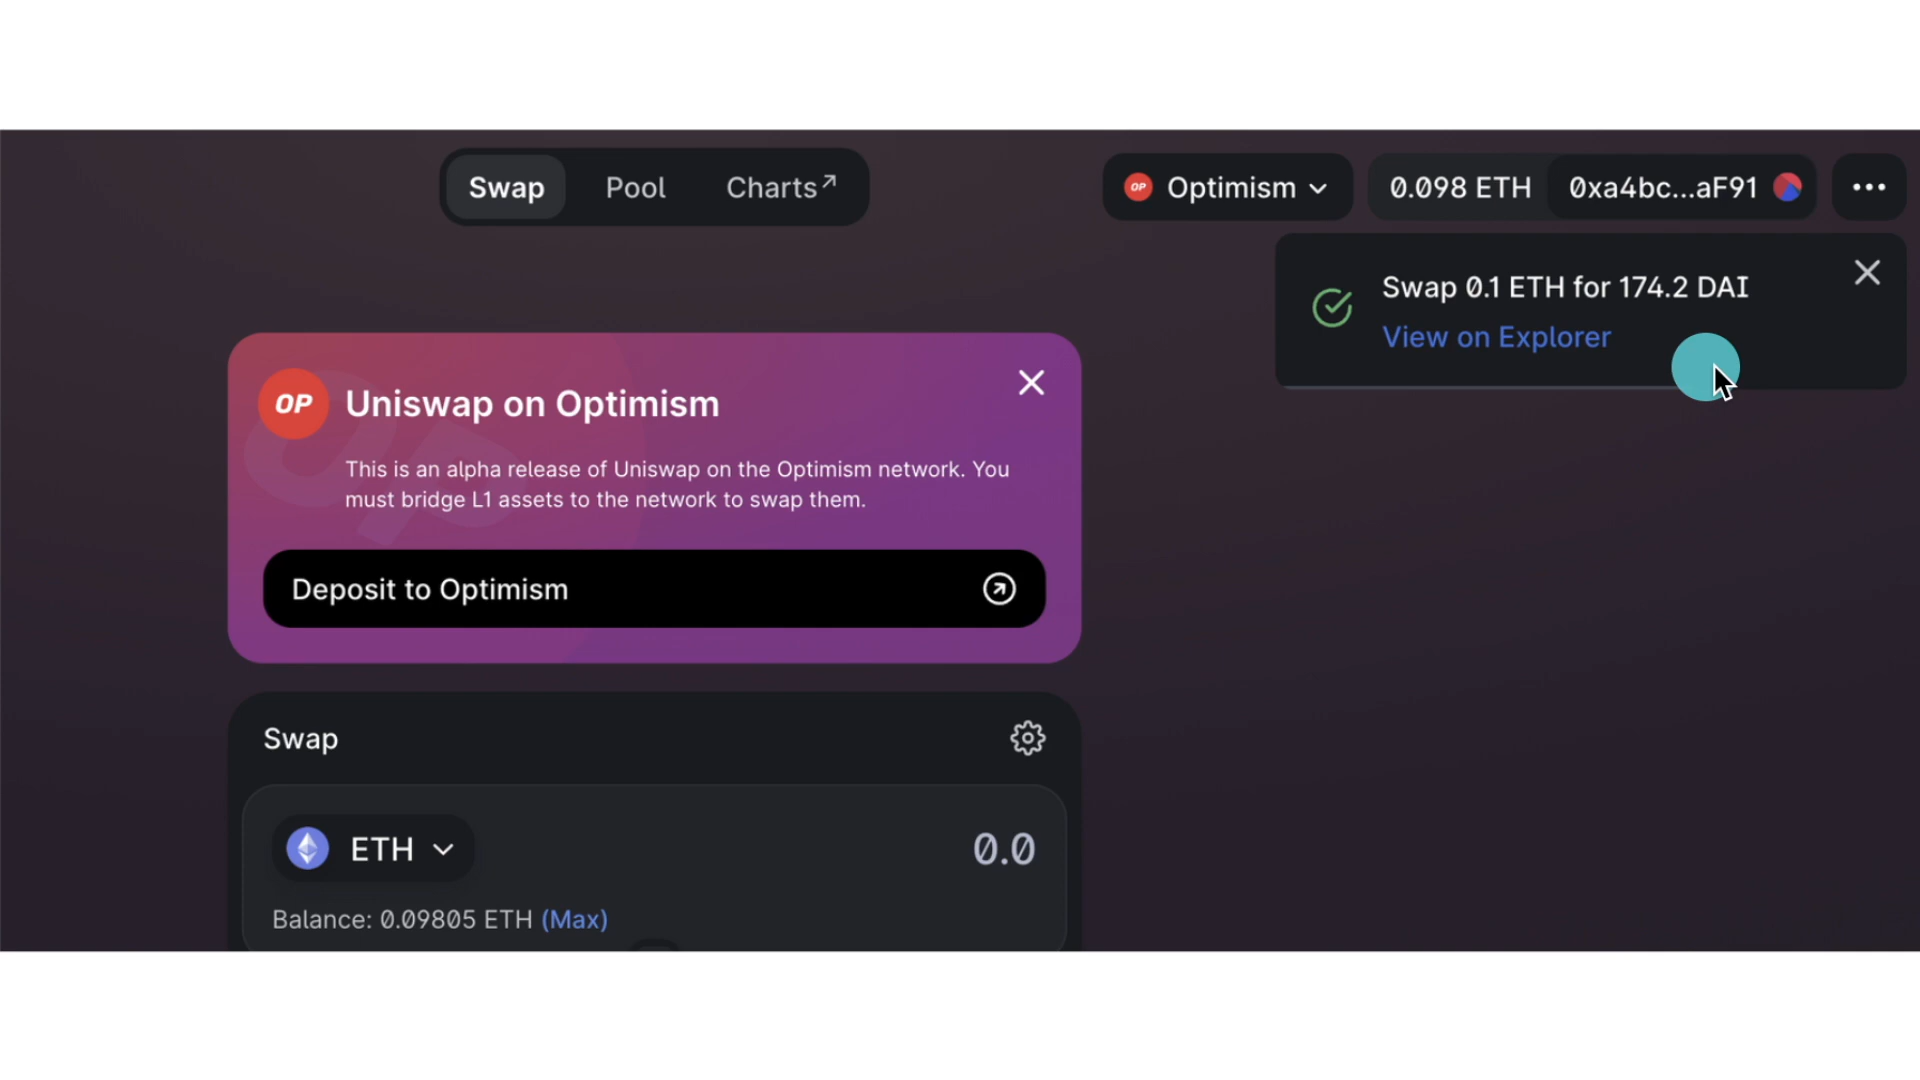 Swap Pool Charts↗ OP Optimism 0.098 ETH 0xa4bc...aF91 •••
Swap 0.1 ETH for 174.2 DAI
View on Explorer
OP Uniswap on Optimism
This is an alpha release of Uniswap on the Optimism network. You
must bridge L1 assets to the network to swap them.
Deposit to Optimism
Swap
ETH 0.0
Balance: 0.09805 ETH (Max)